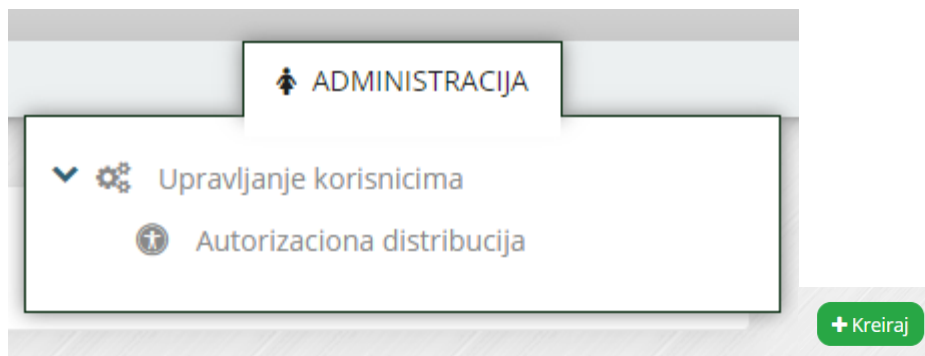 ADMINISTRACIJA
Upravljanje korisnicima
Autorizaciona distribucija
Kreiraj